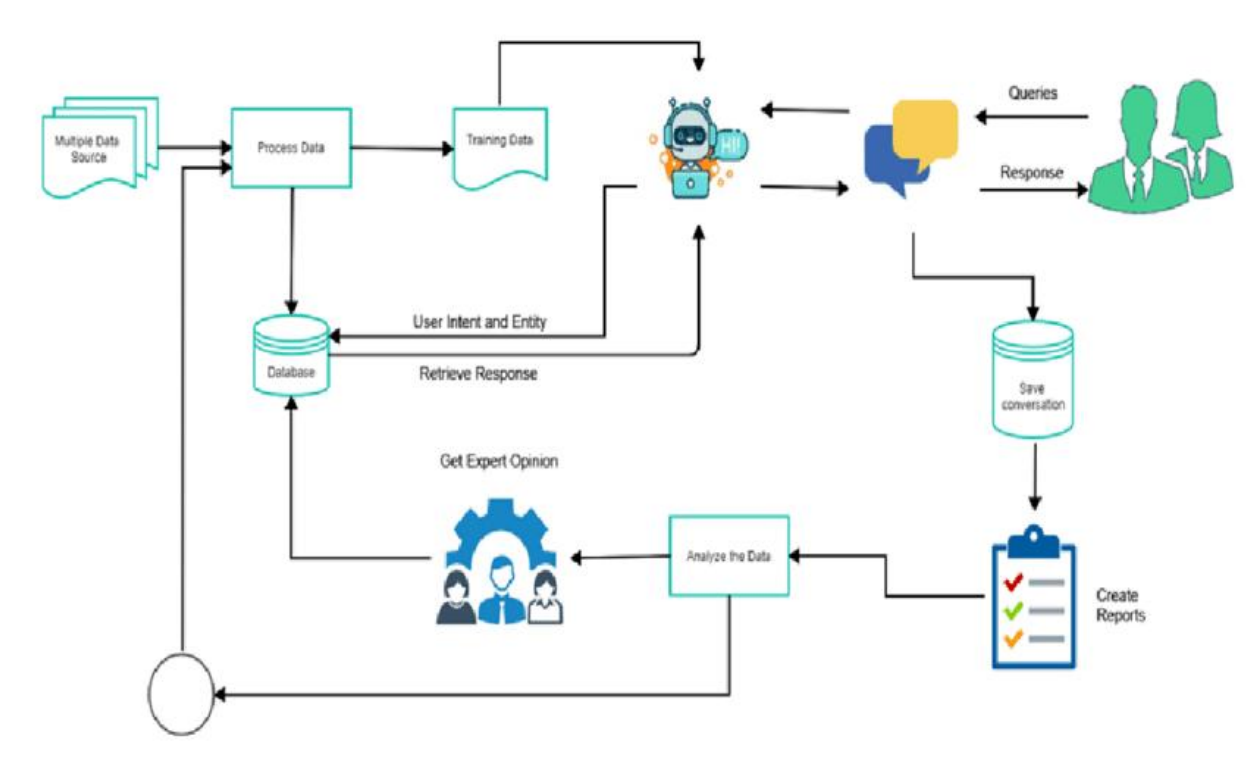 Multiple Data
Source
Process Data
Training Data
HI!
Queries
Response
User Intent and Entity
Database
Retrieve Response
Save
conversation
Get Expert Opinion
Analyze the Data
Create
Reports